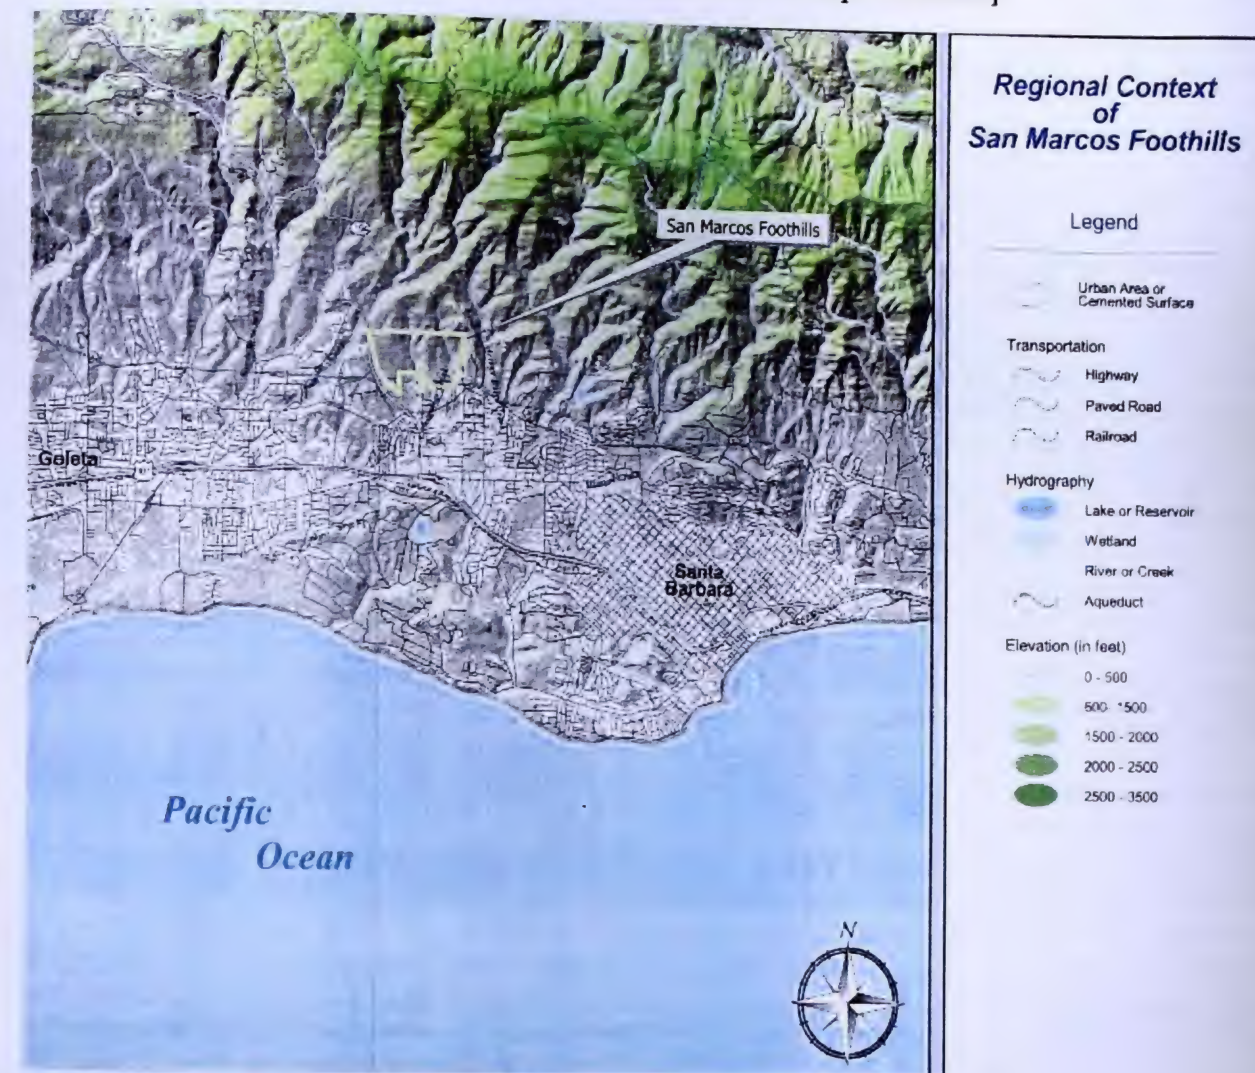 Regional Context
of
San Marcos Foothills
Legend
Urban Area or
Cemented Surface
Transportation
Highway
Paved Road
Railroad
Hydrography
Lake or Reservoir
Wetland
River or Creek
Aqueduct
Elevation (in feet)
0 - 500
500 - 1500
1500 - 2000
2000 - 2500
2500 - 3500
San Marcos Foothills
Goleta
Santa
Barbara
Pacific
Ocean
N